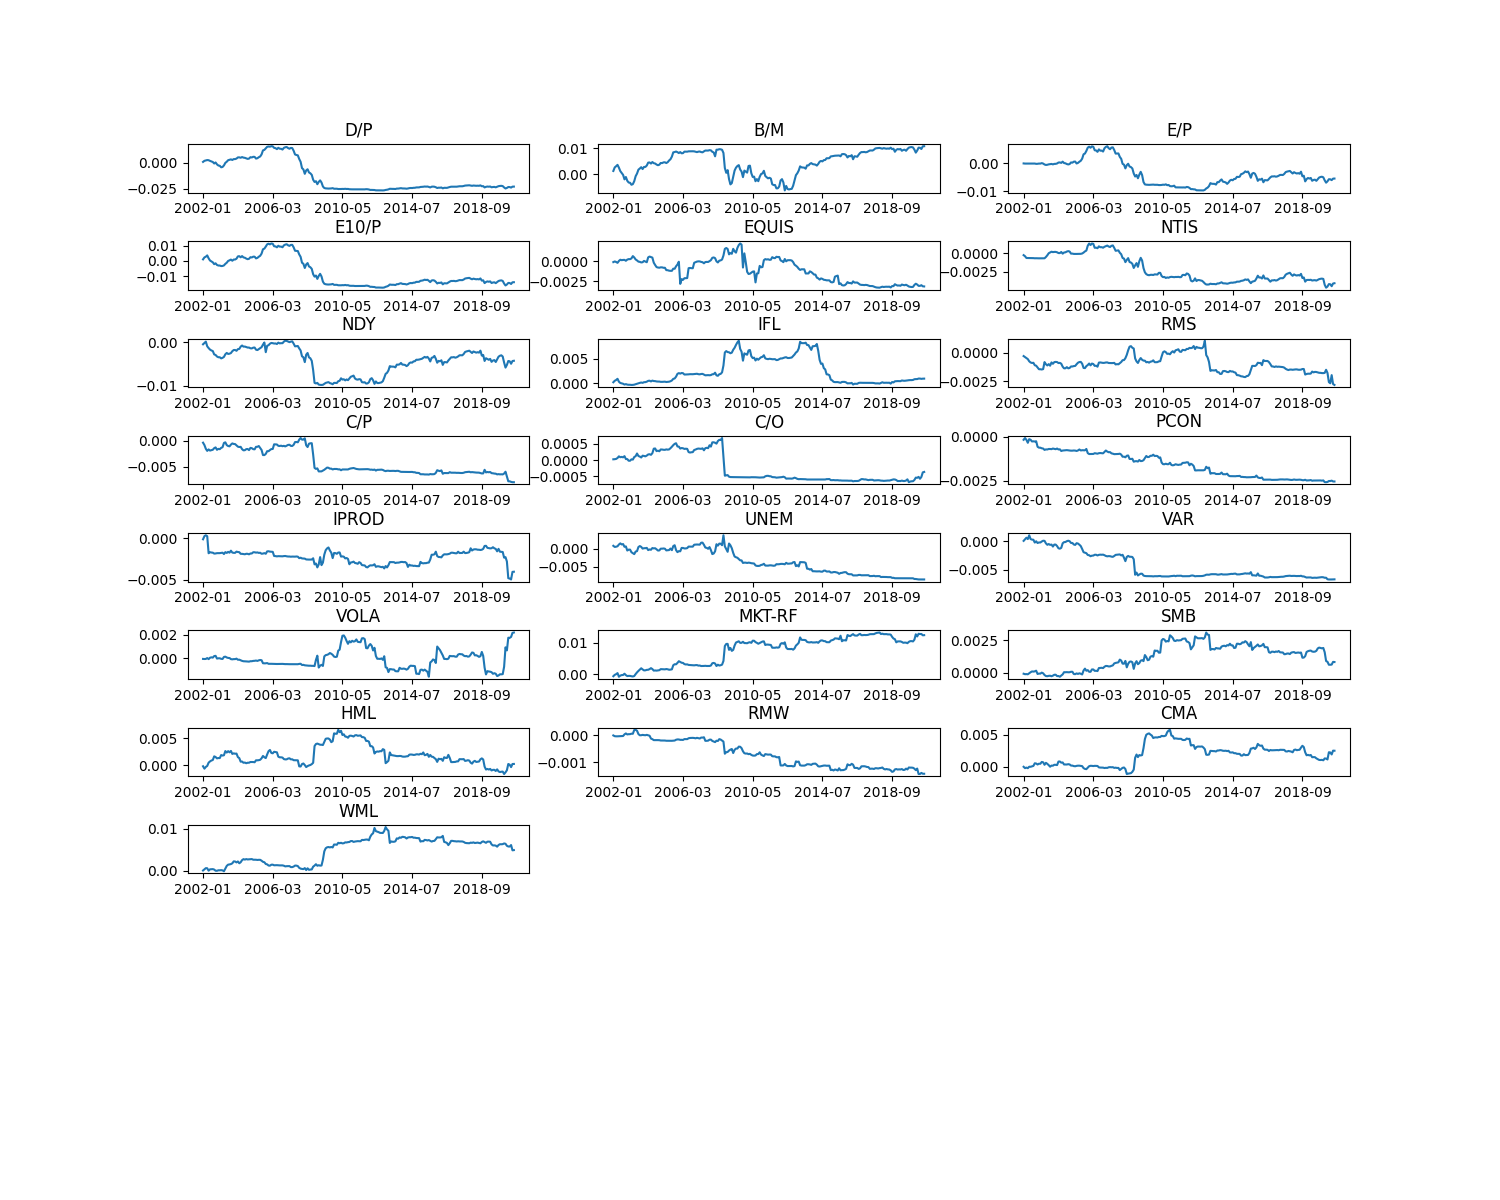 D/P B/M E/P
0.000 0.01 0.00
−0.025 0.00 −0.01
2002-01 2006-03 2010-05 2014-07 2018-09 2002-01 2006-03 2010-05 2014-07 2018-09 2002-01 2006-03 2010-05 2014-07 2018-09
E10/P EQUIS NTIS
0.01 0.0000 0.0000
0.00
−0.01 −0.0025 −0.0025
2002-01 2006-03 2010-05 2014-07 2018-09 2002-01 2006-03 2010-05 2014-07 2018-09 2002-01 2006-03 2010-05 2014-07 2018-09
NDY IFL RMS
0.00 0.005 0.0000
−0.01 0.000 −0.0025
2002-01 2006-03 2010-05 2014-07 2018-09 2002-01 2006-03 2010-05 2014-07 2018-09 2002-01 2006-03 2010-05 2014-07 2018-09
C/P C/O PCON
0.000 0.0005 0.0000
0.0000
−0.005 −0.0005 −0.0025
2002-01 2006-03 2010-05 2014-07 2018-09 2002-01 2006-03 2010-05 2014-07 2018-09 2002-01 2006-03 2010-05 2014-07 2018-09
IPROD UNEM VAR
0.000 0.000 0.000
−0.005 −0.005 −0.005
2002-01 2006-03 2010-05 2014-07 2018-09 2002-01 2006-03 2010-05 2014-07 2018-09 2002-01 2006-03 2010-05 2014-07 2018-09
VOLA MKT-RF SMB
0.002 0.01 0.0025
0.000 0.00 0.0000
2002-01 2006-03 2010-05 2014-07 2018-09 2002-01 2006-03 2010-05 2014-07 2018-09 2002-01 2006-03 2010-05 2014-07 2018-09
HML RMW CMA
0.005 0.000 0.005
0.000 −0.001 0.000
2002-01 2006-03 2010-05 2014-07 2018-09 2002-01 2006-03 2010-05 2014-07 2018-09 2002-01 2006-03 2010-05 2014-07 2018-09
WML
0.01
0.00
2002-01 2006-03 2010-05 2014-07 2018-09